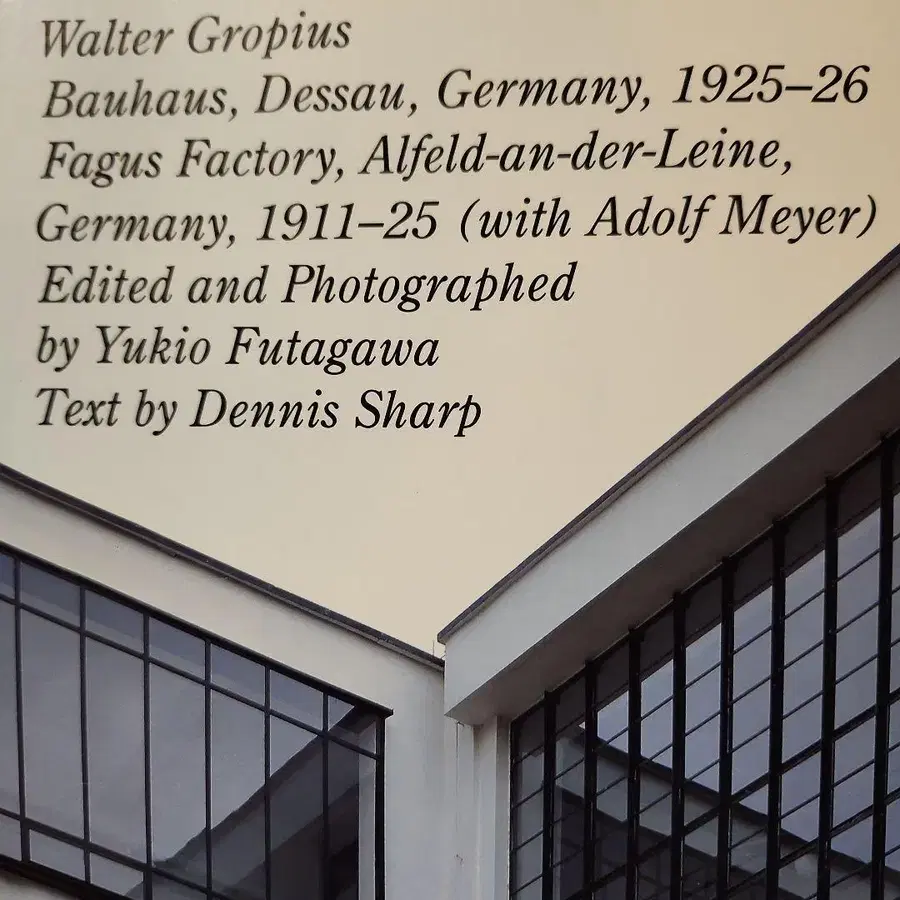 Walter Gropius
Bauhaus, Dessau, Germany, 1925–26
Fagus Factory, Alfeld-an-der-Leine,
Germany, 1911–25 (with Adolf Meyer)
Edited and Photographed
by Yukio Futagawa
Text by Dennis Sharp